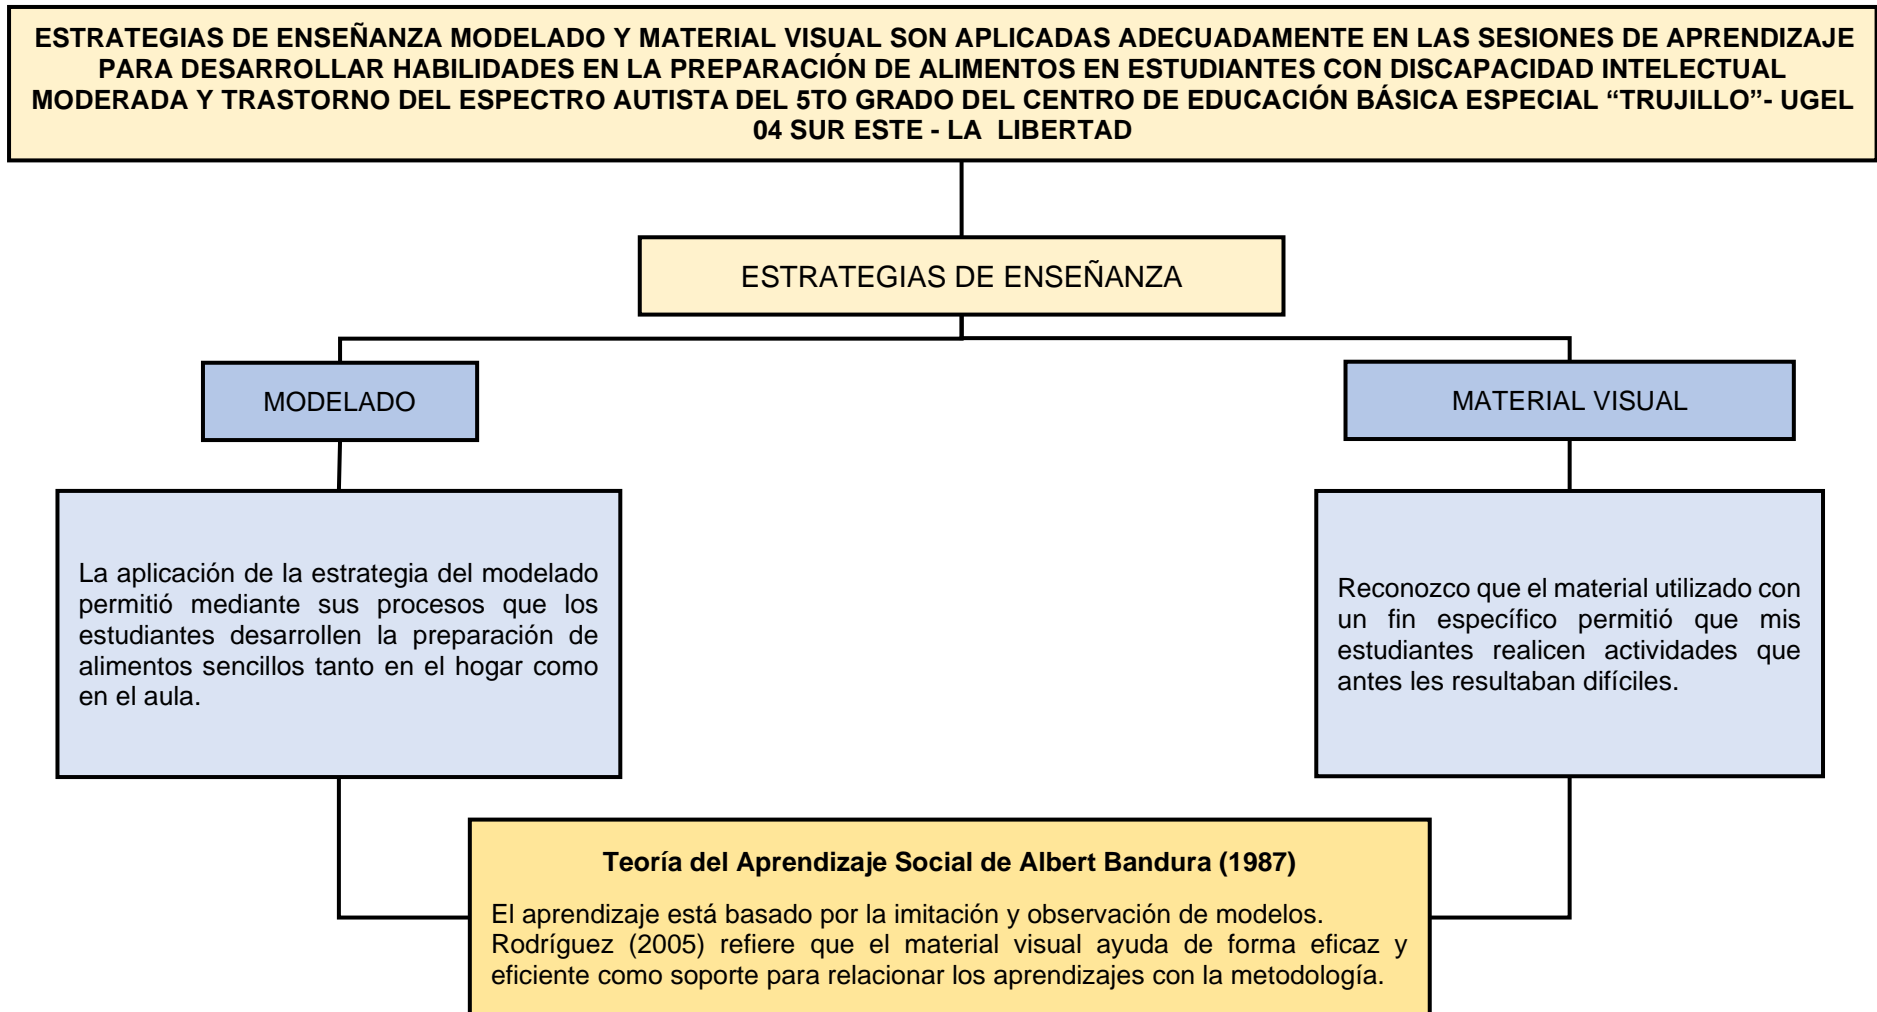 ESTRATEGIAS DE ENSEÑANZA MODELADO Y MATERIAL VISUAL SON APLICADAS ADECUADAMENTE EN LAS SESIONES DE APRENDIZAJE
PARA DESARROLLAR HABILIDADES EN LA PREPARACIÓN DE ALIMENTOS EN ESTUDIANTES CON DISCAPACIDAD INTELECTUAL
MODERADA Y TRASTORNO DEL ESPECTRO AUTISTA DEL 5TO GRADO DEL CENTRO DE EDUCACIÓN BÁSICA ESPECIAL “TRUJILLO”- UGEL
04 SUR ESTE - LA LIBERTAD
ESTRATEGIAS DE ENSEÑANZA
MODELADO
MATERIAL VISUAL
La aplicación de la estrategia del modelado
permitió mediante sus procesos que los
estudiantes desarrollen la preparación de
alimentos sencillos tanto en el hogar como
en el aula.
Reconozco que el material utilizado con
un fin específico permitió que mis
estudiantes realicen actividades que
antes les resultaban difíciles.
Teoría del Aprendizaje Social de Albert Bandura (1987)
El aprendizaje está basado por la imitación y observación de modelos.
Rodríguez (2005) refiere que el material visual ayuda de forma eficaz y
eficiente como soporte para relacionar los aprendizajes con la metodología.